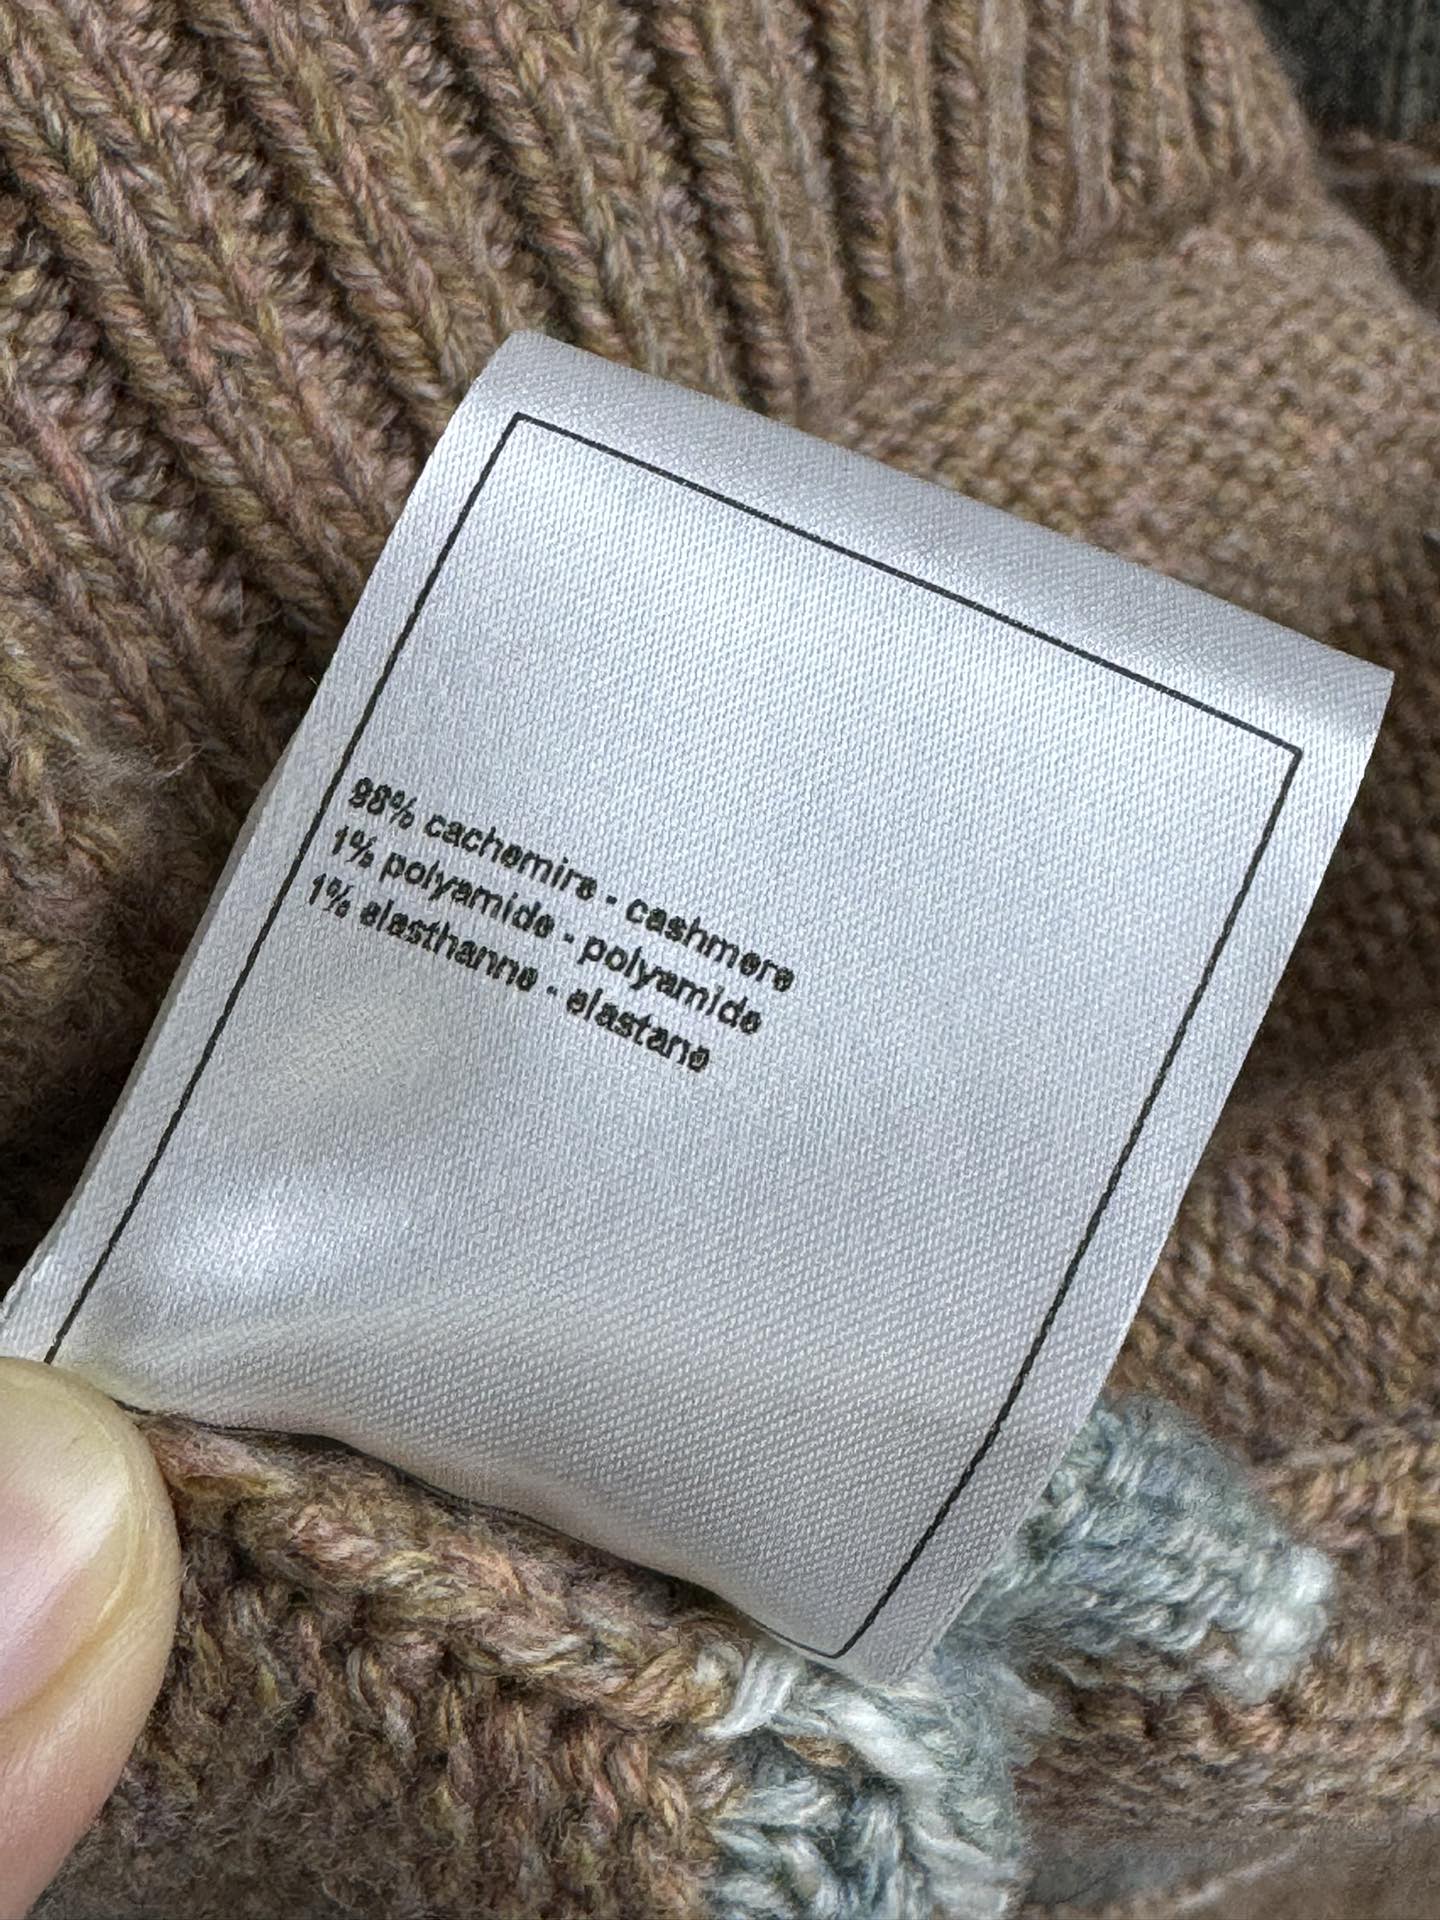 98% cachemire - cashmere
1% polyamide - polyamide
1% elasthanne - elastane